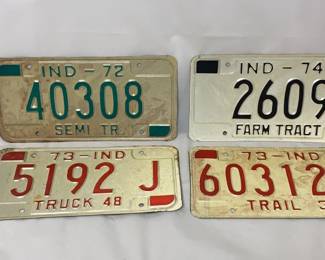 IND - 72
40308
SEMI TR.
IND - 74
2609
FARM TRACT
73 - IND
5192 J
TRUCK 48
73 - IND
60312
TRAIL